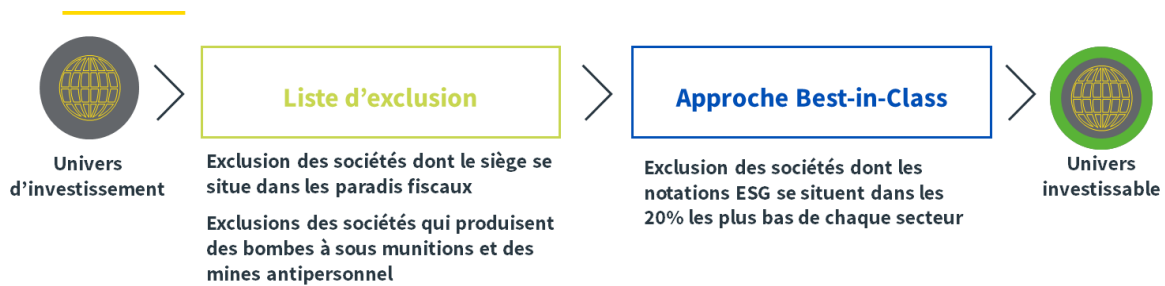 Liste d'exclusion
Approche Best-in-Class
Univers
d'investissement
Exclusion des sociétés dont le siège se
situe dans les paradis fiscaux
Exclusions des sociétés qui produisent
des bombes à sous munitions et des
mines antipersonnel
Exclusion des sociétés dont les
notations ESG se situent dans les
20% les plus bas de chaque secteur
Univers
investissable